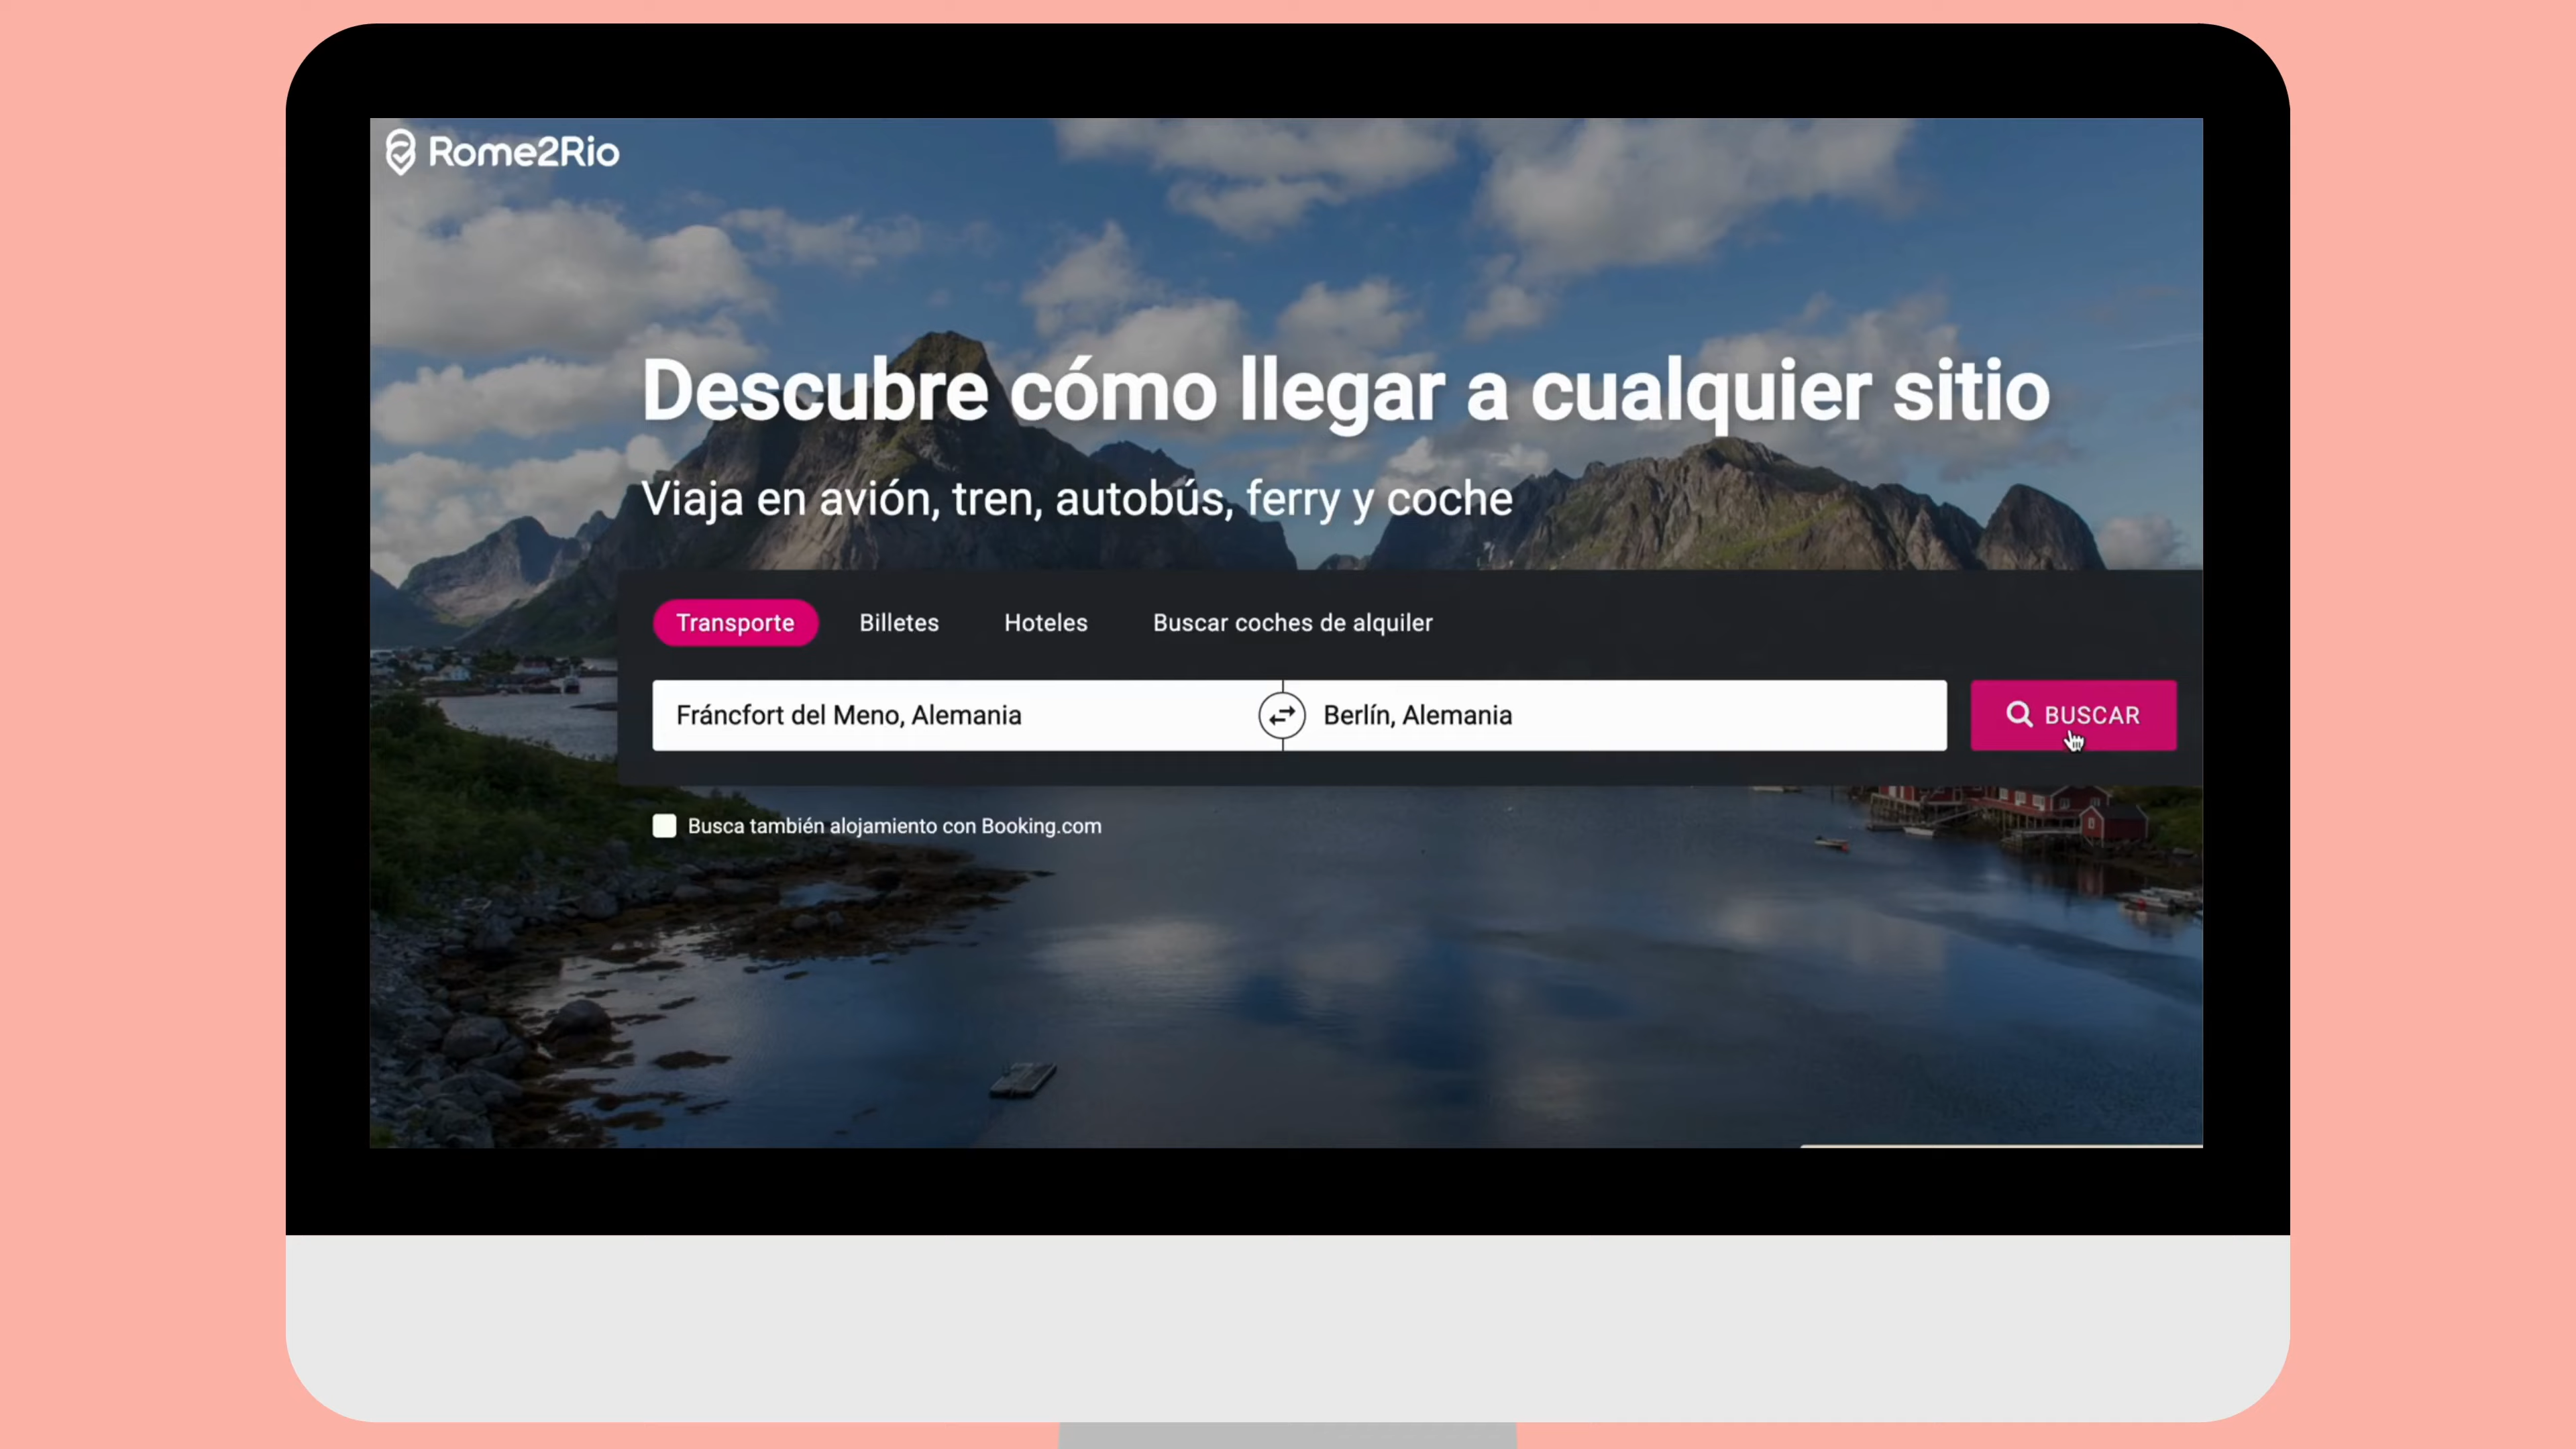 Rome2Rio
Descubre cómo llegar a cualquier sitio
Viaja en avión, tren, autobús, ferry y coche
Transporte Billetes Hoteles Buscar coches de alquiler
Fráncfort del Meno, Alemania Berlín, Alemania BUSCAR
Busca también alojamiento con Booking.com